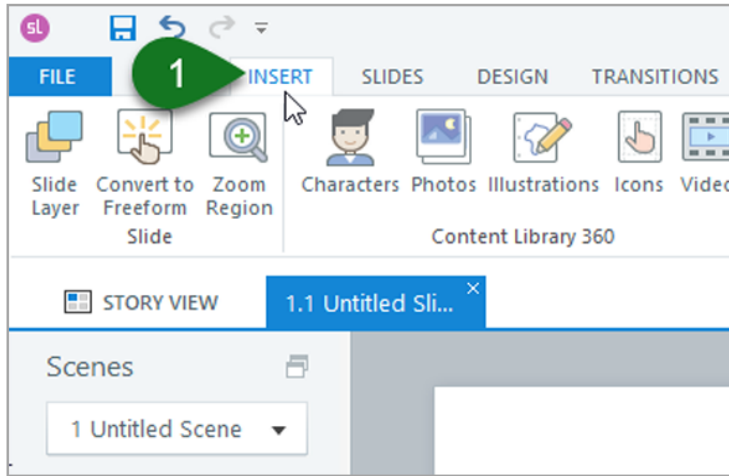 sl
1
FILE INSERT SLIDES DESIGN TRANSITIONS
Slide Layer
Convert to Freeform
Zoom Region
Characters Photos Illustrations Icons
Slide Content Library 360
STORY VIEW 1.1 Untitled Sli...
Scenes
1 Untitled Scene